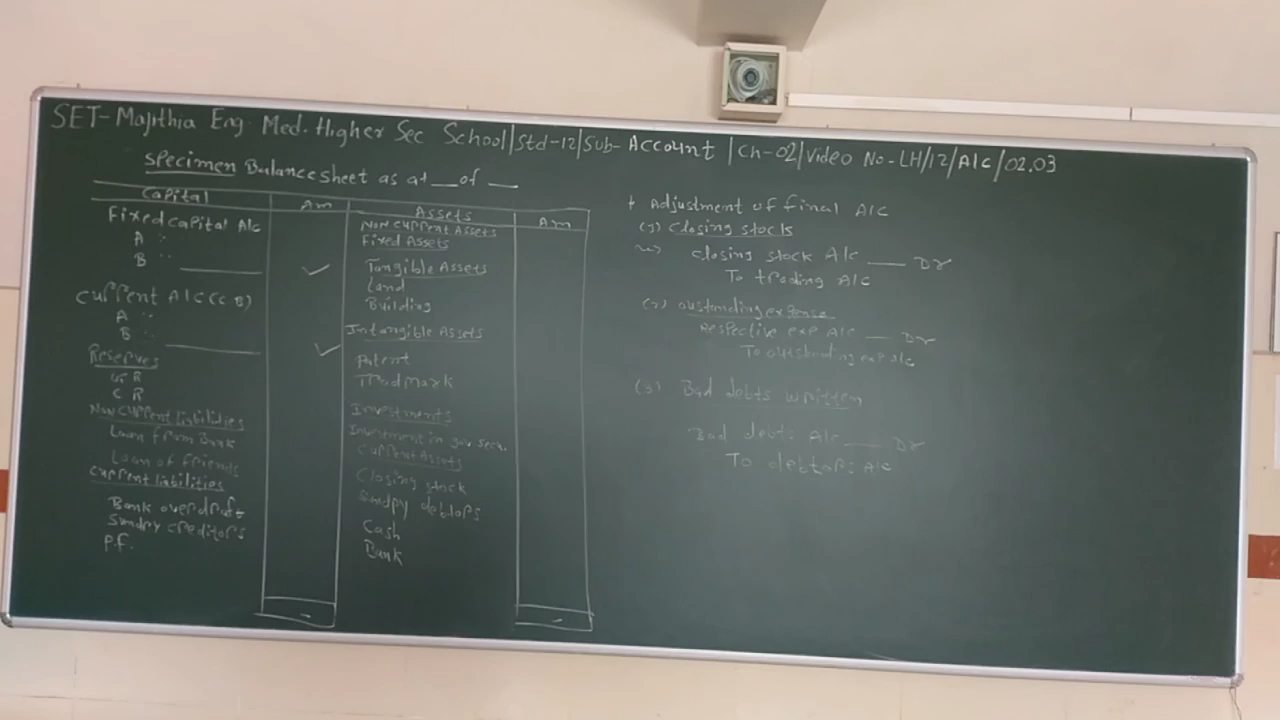 SET-Majithia Eng. Med. Higher Sec School|Std-12|Sub- Account |Ch-02|Video No-LH/12/A/c/02.03
Specimen Balance sheet as at __ of __
Capital Am Assets Am
Fixed capital A/c
A "
B "
Current A/c (C.B)
A "
B "
Reserves
G R
C R
Non current liabilities
Loan from Bank
Loan of friends
Current liabilities
Bank overdraft
Sundry creditors
P.f.
Non current Assets
Fixed Assets
Tangible Assets
Land
Building
Intangible Assets
Patent
Tradmark
Investments
Investment in gov secu.
Current Assets
Closing stock
Sundry debtors
Cash
Bank
+ Adjustment of final A/c
(1) Closing stocks
closing stock A/c ___ Dr
To trading A/c
(2) oustanding expense
Respective exp A/c ___ Dr
To outstanding exp A/c
(3) Bad debts written
Bad debts A/c ___ Dr
To debtors A/c